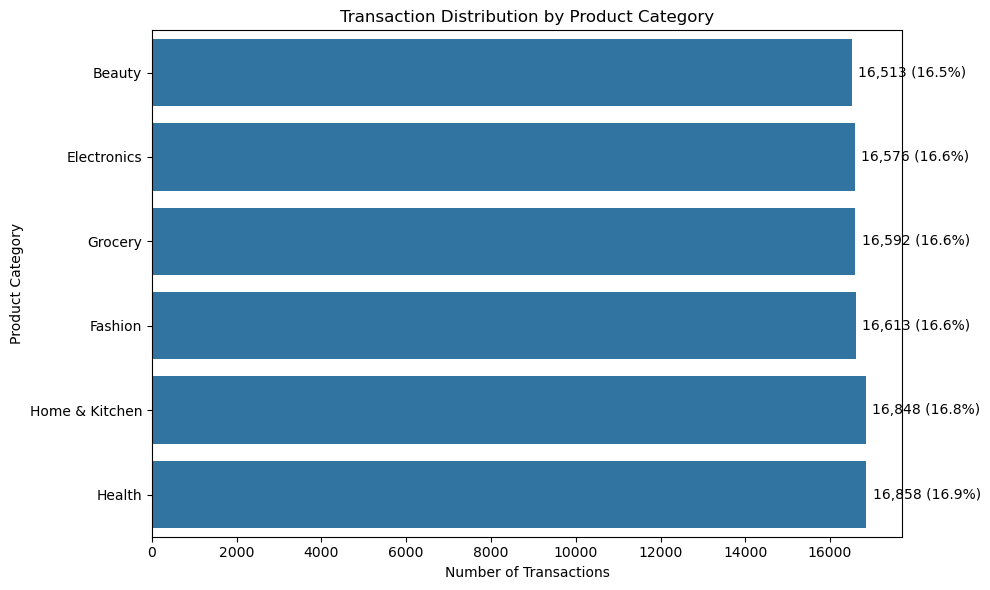 Transaction Distribution by Product Category
Product Category
Beauty 16,513 (16.5%)
Electronics 16,576 (16.6%)
Grocery 16,592 (16.6%)
Fashion 16,613 (16.6%)
Home & Kitchen 16,848 (16.8%)
Health 16,858 (16.9%)
0 2000 4000 6000 8000 10000 12000 14000 16000
Number of Transactions